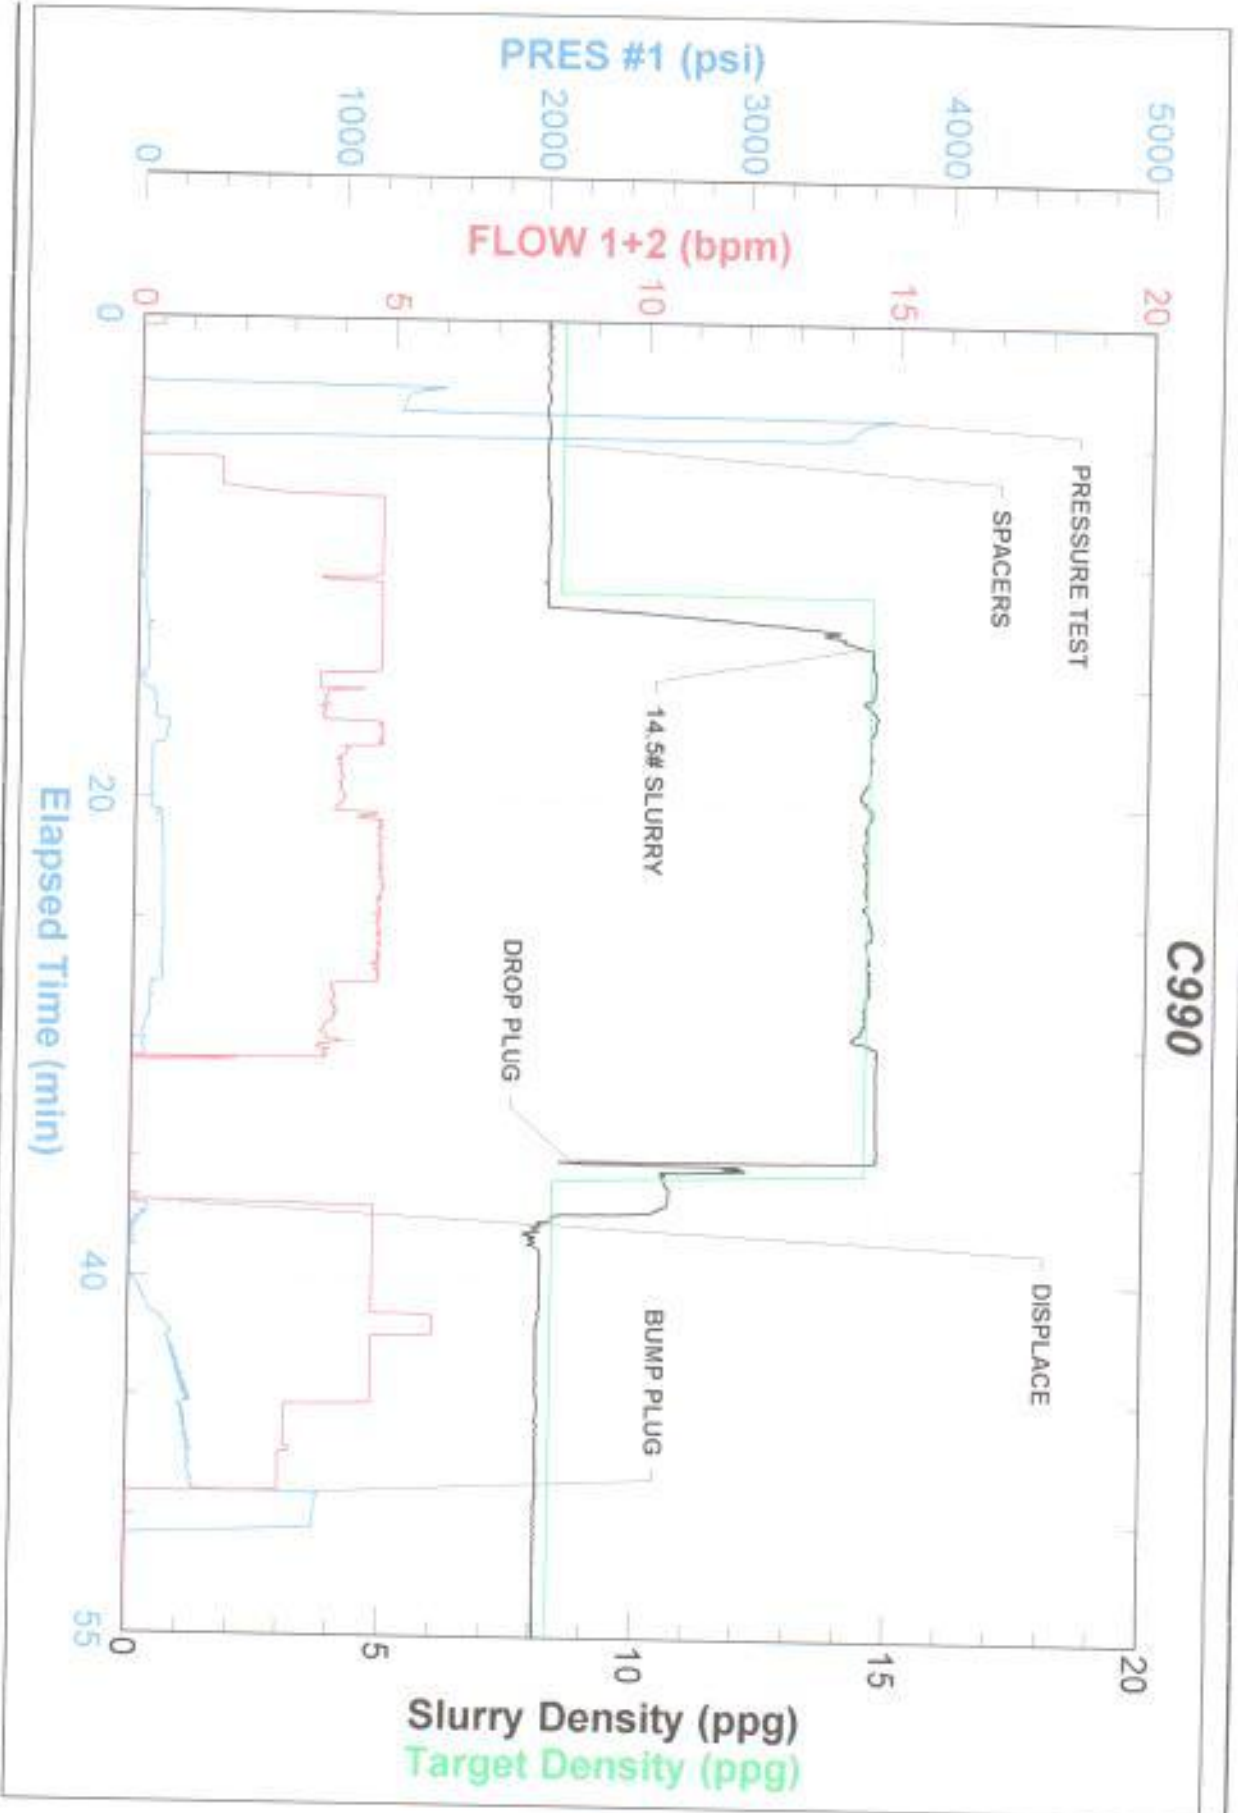 C990
PRES #1 (psi)
0
1000
2000
3000
4000
5000
FLOW 1+2 (bpm)
0
5
10
15
20
PRESSURE TEST
SPACERS
14.5# SLURRY
DROP PLUG
DISPLACE
BUMP PLUG
0
20
40
55
Elapsed Time (min)
0
5
10
15
20
Slurry Density (ppg)
Target Density (ppg)